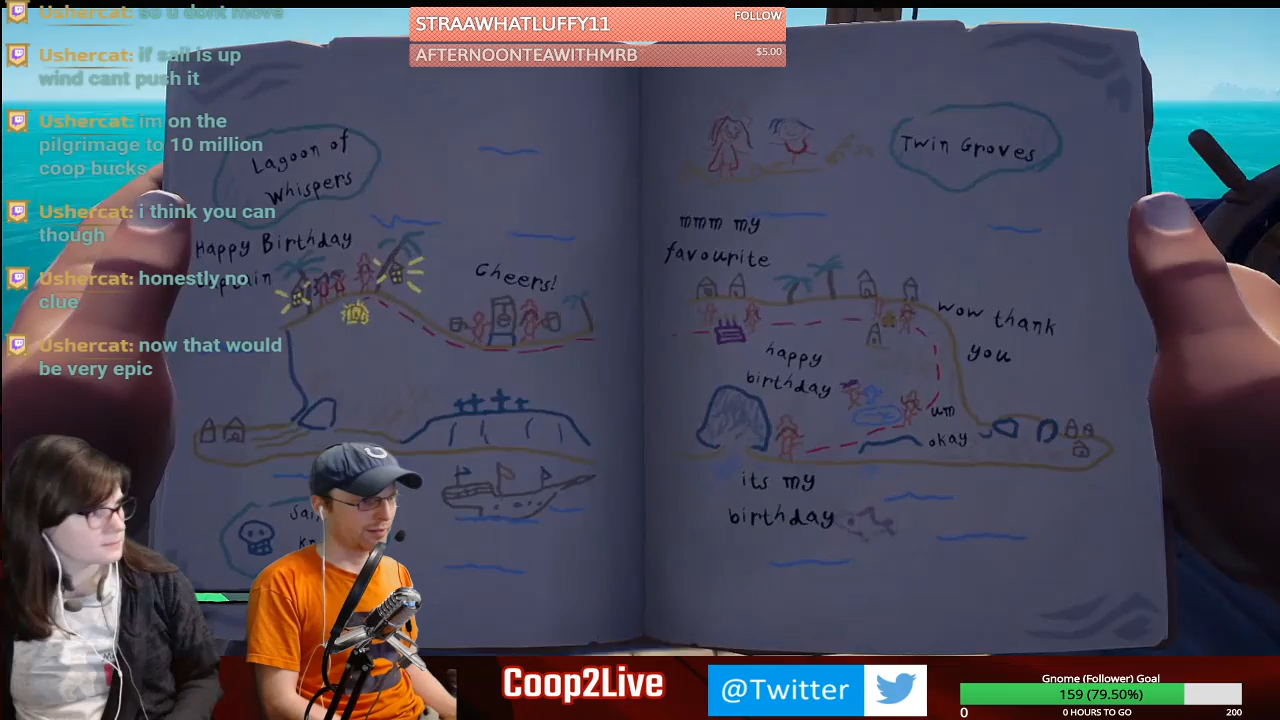 Ushercat: so u dont move
Ushercat: if sail is up
wind cant push it
Ushercat: im on the
pilgrimage to 10 million
coop bucks
Ushercat: i think you can
though
Ushercat: honestly no
clue
Ushercat: now that would
be very epic
STRAAWHATLUFFY11
FOLLOW
AFTERNOONTEAWITHMRB
$5.00
Lagoon of
Whispers
Happy Birthday
Cheers!
Twin Groves
mmm my
favourite
wow thank
you
happy
birthday
um
okay
its my
birthday
Coop2Live
@Twitter
Gnome (Follower) Goal
159 (79.50%)
0
0 HOURS TO GO
200